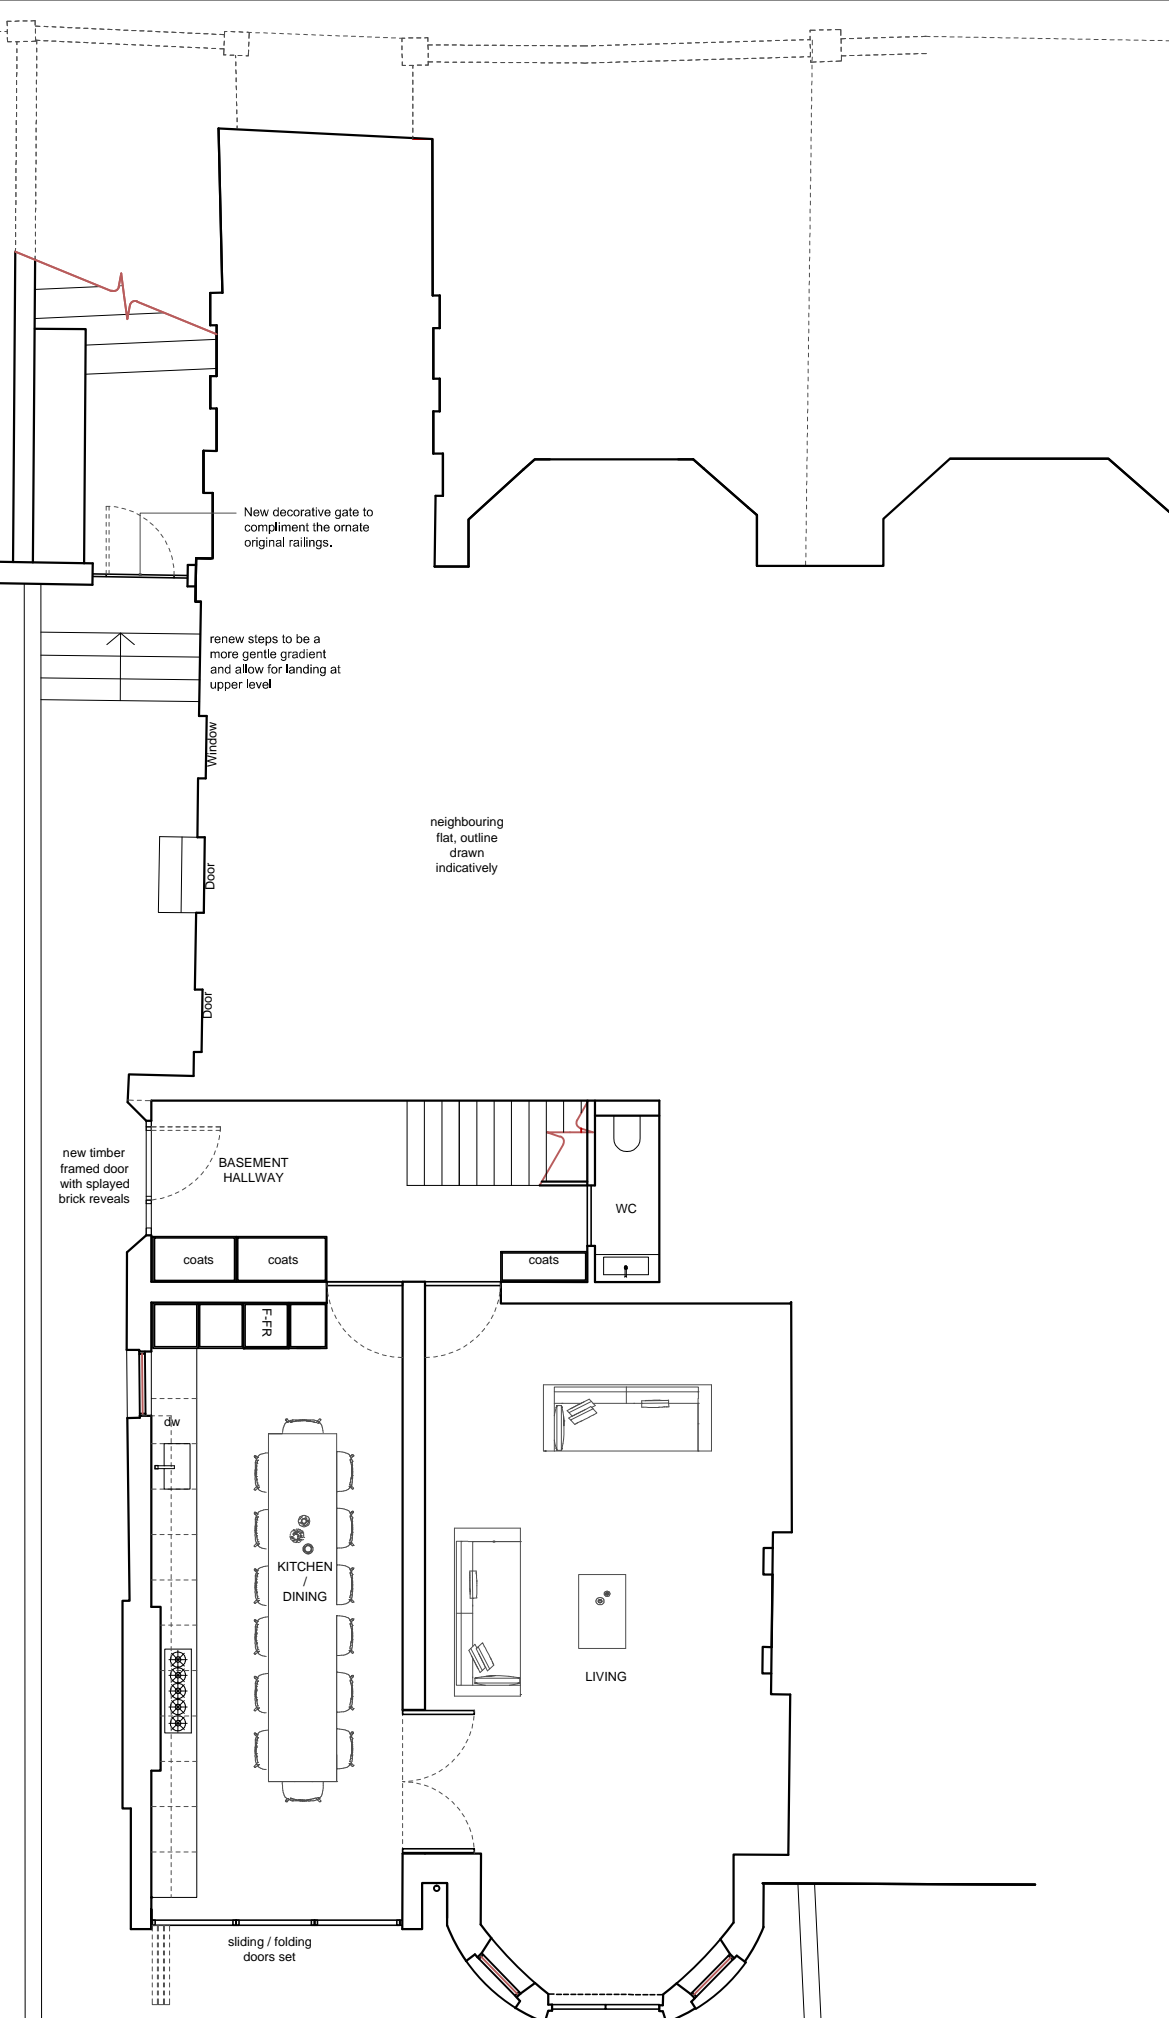 New decorative gate to
compliment the ornate
original railings.
renew steps to be a
more gentle gradient
and allow for landing at
upper level
Window
neighbouring
flat, outline
drawn
indicatively
Door
Door
new timber
framed door
with splayed
brick reveals
BASEMENT
HALLWAY
WC
coats
coats
coats
F-FR
dw
KITCHEN
/
DINING
LIVING
sliding / folding
doors set